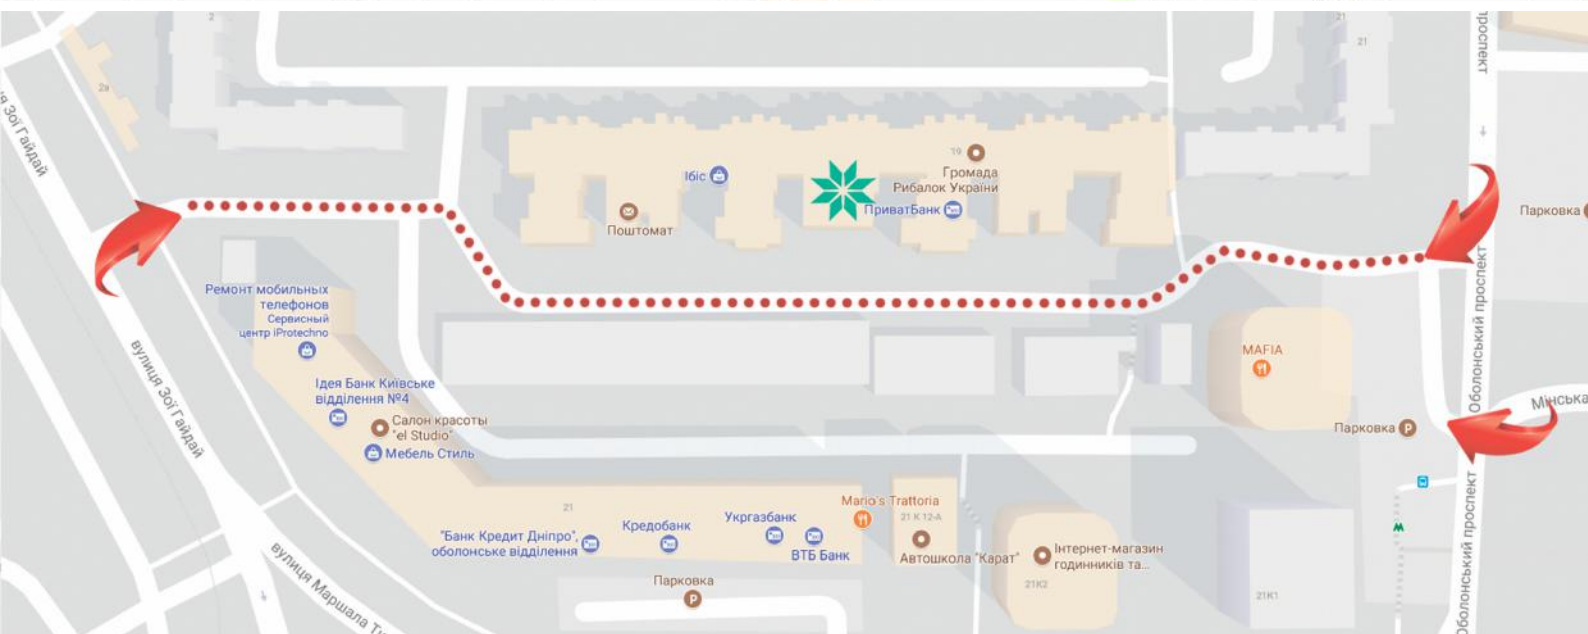 2
21
21
проспект
2а
я Зої Гайдай
19
Громада
Рибалок України
Ібіс
ПриватБанк
Поштомат
Парковка
Ремонт мобильных
телефонов
Сервисный
центр iProtechno
Оболонський проспект
MAFIA
вулиця Зої Гайдай
Ідея Банк Київське
відділення №4
Салон красоты
"el Studio"
Мебель Стиль
Мінська
Парковка P
Mario's Trattoria
21
21 К 12-А
Укргазбанк
Кредобанк
"Банк Кредит Дніпро",
оболонське відділення
ВТБ Банк
Автошкола "Карат"
Інтернет-магазин
годинників та...
вулиця Маршала
Парковка
P
21К2
21К1
Оболонський проспект